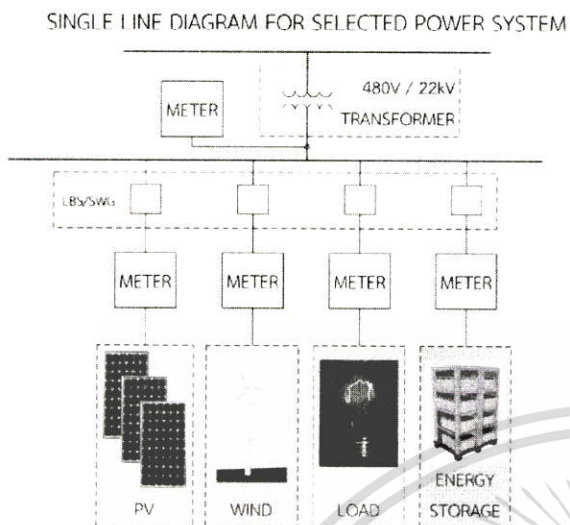 SINGLE LINE DIAGRAM FOR SELECTED POWER SYSTEM
480V / 22kV
TRANSFORMER
METER
LBS/SWG
METER
METER
METER
METER
PV
WIND
LOAD
ENERGY
STORAGE